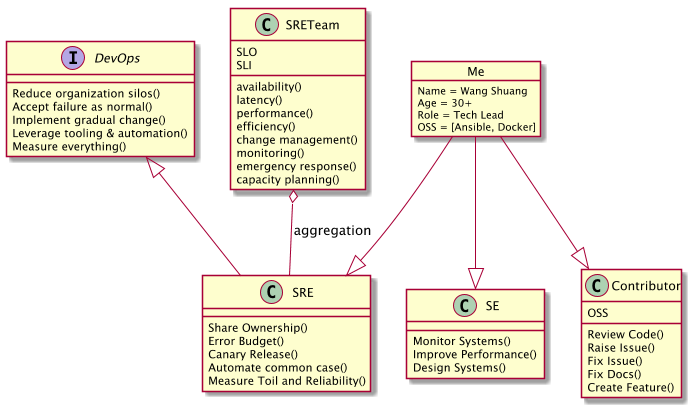 I DevOps
Reduce organization silos()
Accept failure as normal()
Implement gradual change()
Leverage tooling & automation()
Measure everything()
C SRETeam
SLO
SLI
availability()
latency()
performance()
efficiency()
change management()
monitoring()
emergency response()
capacity planning()
Me
Name = Wang Shuang
Age = 30+
Role = Tech Lead
OSS = [Ansible, Docker]
aggregation
C SRE
Share Ownership()
Error Budget()
Canary Release()
Automate common case()
Measure Toil and Reliability()
C SE
Monitor Systems()
Improve Performance()
Design Systems()
C Contributor
OSS
Review Code()
Raise Issue()
Fix Issue()
Fix Docs()
Create Feature()